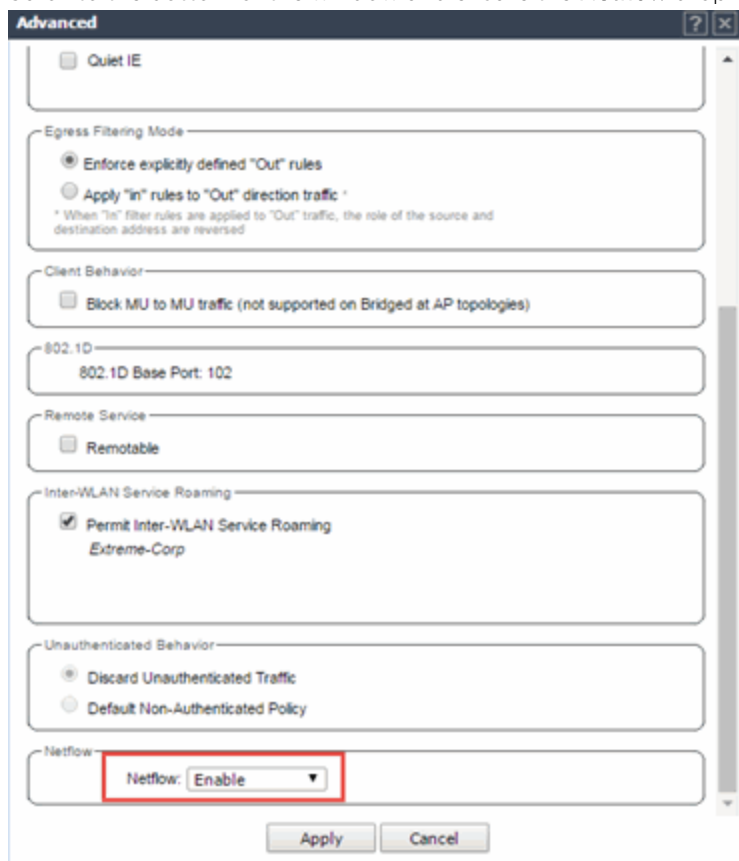 Advanced
? ×
Quiet IE
Egress Filtering Mode
Enforce explicitly defined "Out" rules
Apply "in" rules to "Out" direction traffic *
* When "In" filter rules are applied to "Out" traffic, the role of the source and
destination address are reversed
Client Behavior
Block MU to MU traffic (not supported on Bridged at AP topologies)
802.1D
802.1D Base Port: 102
Remote Service
Remotable
Inter-WLAN Service Roaming
Permit Inter-WLAN Service Roaming
Extreme-Corp
Unauthenticated Behavior
Discard Unauthenticated Traffic
Default Non-Authenticated Policy
Netflow
Netflow: Enable
Apply Cancel